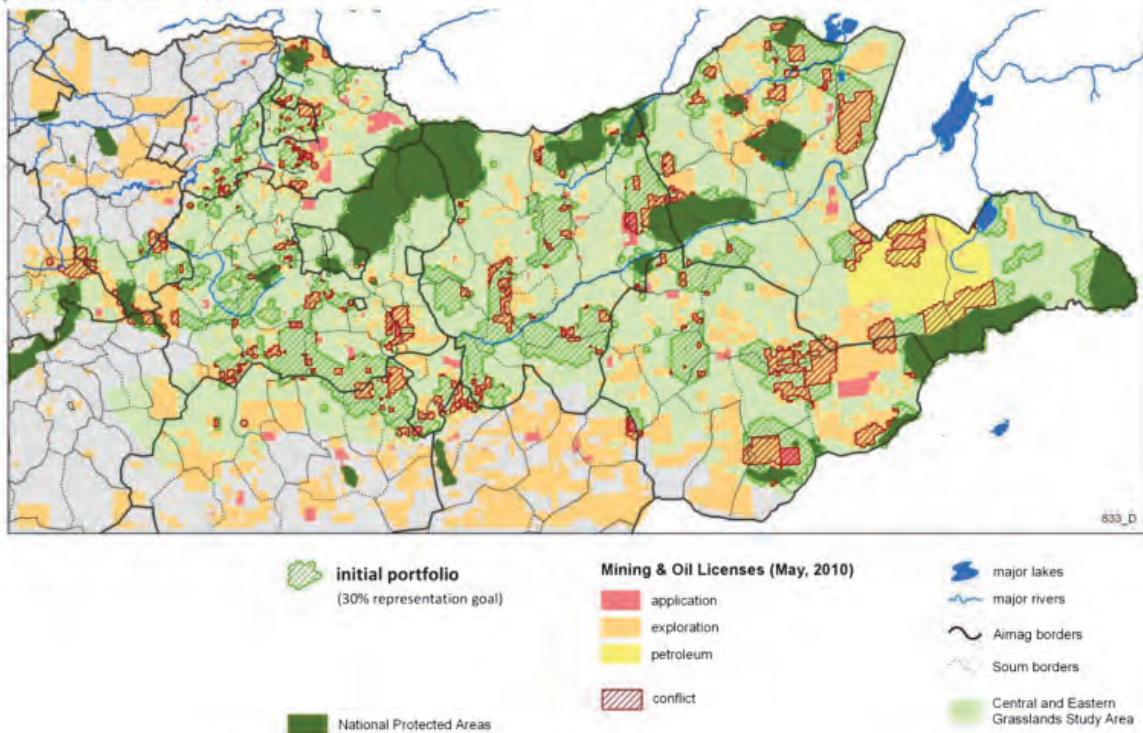 833_D
initial portfolio
(30% representation goal)
National Protected Areas
Mining & Oil Licenses (May, 2010)
application
exploration
petroleum
conflict
major lakes
major rivers
Aimag borders
Soum borders
Central and Eastern
Grasslands Study Area